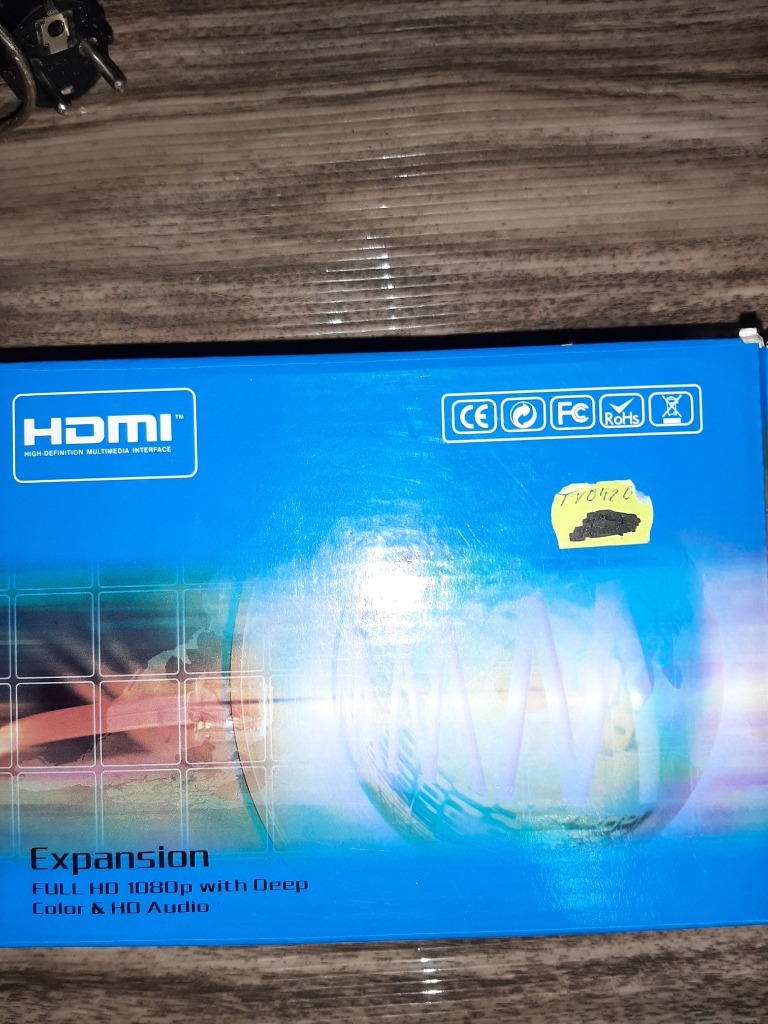 HDMI™
HIGH-DEFINITION MULTIMEDIA INTERFACE
CE
FC
RoHS
TV0420
Expansion
FULL HD 1080p with Deep
Color & HD Audio